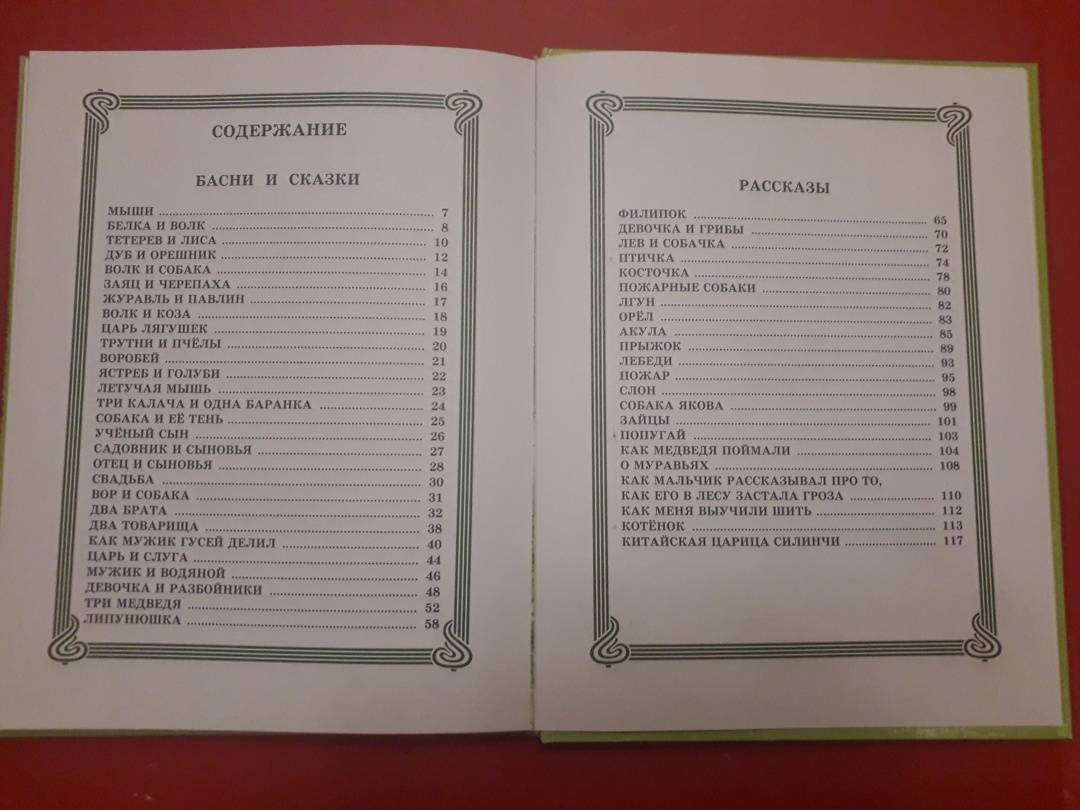 СОДЕРЖАНИЕ
БАСНИ И СКАЗКИ
МЫШИ 7
БЕЛКА И ВОЛК 8
ТЕТЕРЕВ И ЛИСА 10
ДУБ И ОРЕШНИК 12
ВОЛК И СОБАКА 14
ЗАЯЦ И ЧЕРЕПАХА 16
ЖУРАВЛЬ И ПАВЛИН 17
ВОЛК И КОЗА 18
ЦАРЬ ЛЯГУШЕК 19
ТРУТНИ И ПЧЁЛЫ 20
ВОРОБЕЙ 21
ЯСТРЕБ И ГОЛУБИ 22
ЛЕТУЧАЯ МЫШЬ 23
ТРИ КАЛАЧА И ОДНА БАРАНКА 24
СОБАКА И ЕЁ ТЕНЬ 25
УЧЁНЫЙ СЫН 26
САДОВНИК И СЫНОВЬЯ 27
ОТЕЦ И СЫНОВЬЯ 28
СВАДЬБА 30
ВОР И СОБАКА 31
ДВА БРАТА 32
ДВА ТОВАРИЩА 38
КАК МУЖИК ГУСЕЙ ДЕЛИЛ 40
ЦАРЬ И СЛУГА 44
МУЖИК И ВОДЯНОЙ 46
ДЕВОЧКА И РАЗБОЙНИКИ 48
ТРИ МЕДВЕДЯ 52
ЛИПУНЮШКА 58
РАССКАЗЫ
ФИЛИПОК 65
ДЕВОЧКА И ГРИБЫ 70
ЛЕВ И СОБАЧКА 72
ПТИЧКА 74
КОСТОЧКА 78
ПОЖАРНЫЕ СОБАКИ 80
ЛГУН 82
ОРЁЛ 83
АКУЛА 85
ПРЫЖОК 89
ЛЕБЕДИ 93
ПОЖАР 95
СЛОН 98
СОБАКА ЯКОВА 99
ЗАЙЦЫ 101
ПОПУГАЙ 103
КАК МЕДВЕДЯ ПОЙМАЛИ 104
О МУРАВЬЯХ 108
КАК МАЛЬЧИК РАССКАЗЫВАЛ ПРО ТО,
КАК ЕГО В ЛЕСУ ЗАСТАЛА ГРОЗА 110
КАК МЕНЯ ВЫУЧИЛИ ШИТЬ 112
КОТЁНОК 113
КИТАЙСКАЯ ЦАРИЦА СИЛИНЧИ 117